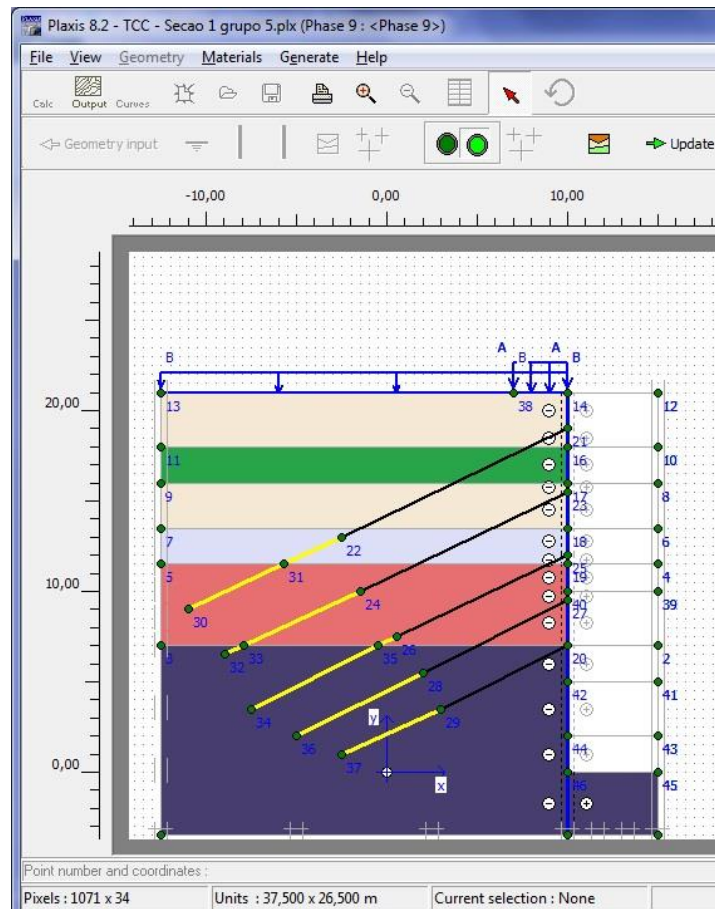 Plaxis 8.2 - TCC - Secao 1 grupo 5.plx (Phase 9 : <Phase 9>)
File View Geometry Materials Generate Help
Calc Output Curves
Geometry input Update
-10,00 0,00 10,00
A A
B B B
20,00
13 38 14 12
21
11 16 10
9 17 8
23
7 22 18 6
10,00
5 31 25 19 4
24 40 39
30 27
3 32 33 35 26 20 2
28
34 29 42 41
36 y 44 43
0,00
37 x 46 45
Point number and coordinates :
Pixels : 1071 x 34 Units : 37,500 x 26,500 m Current selection : None